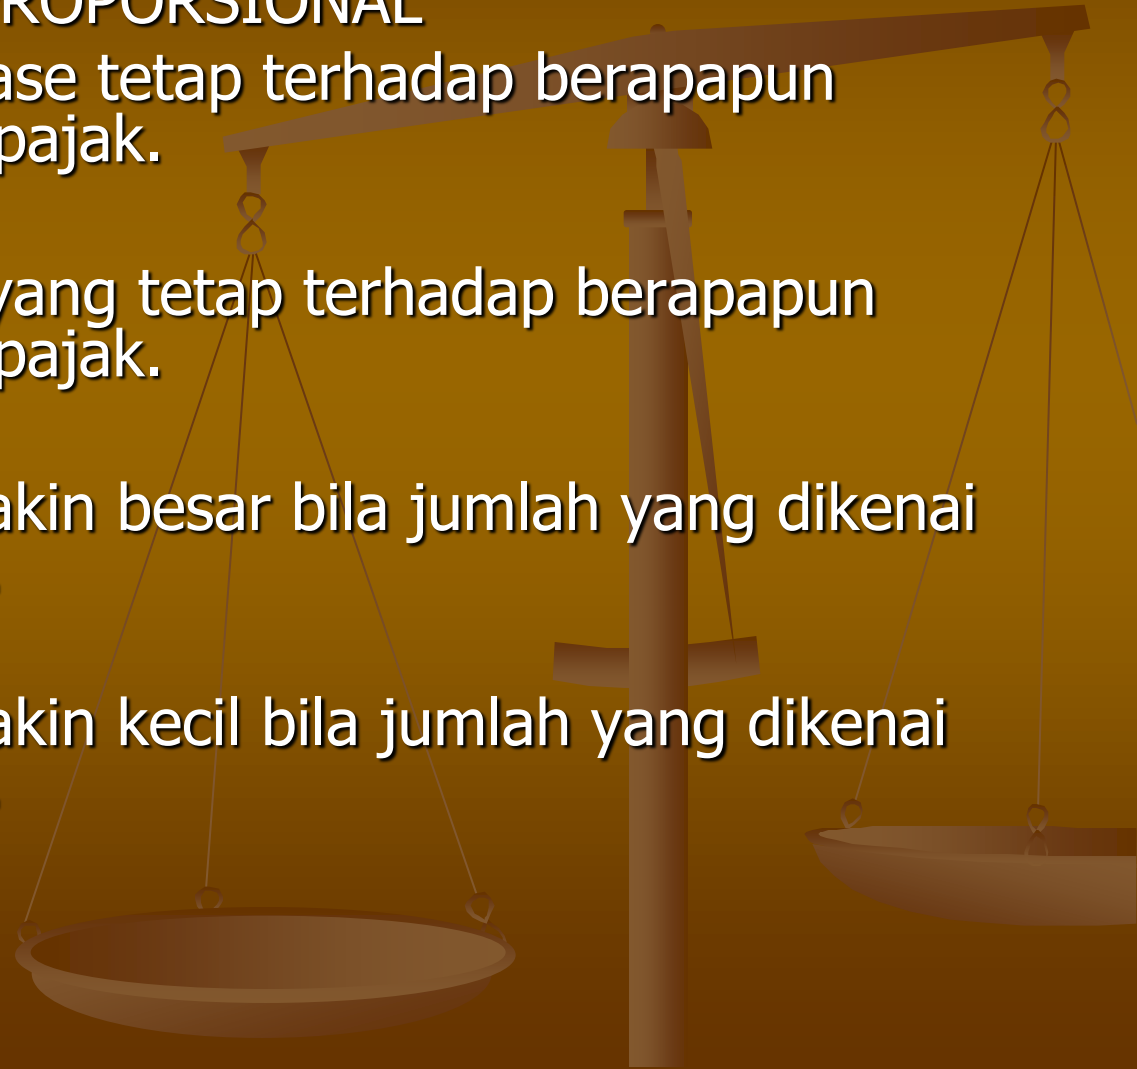 ROPORSIONAL
ase tetap terhadap berapapun
pajak.
yang tetap terhadap berapapun
pajak.
akin besar bila jumlah yang dikenai
akin kecil bila jumlah yang dikenai